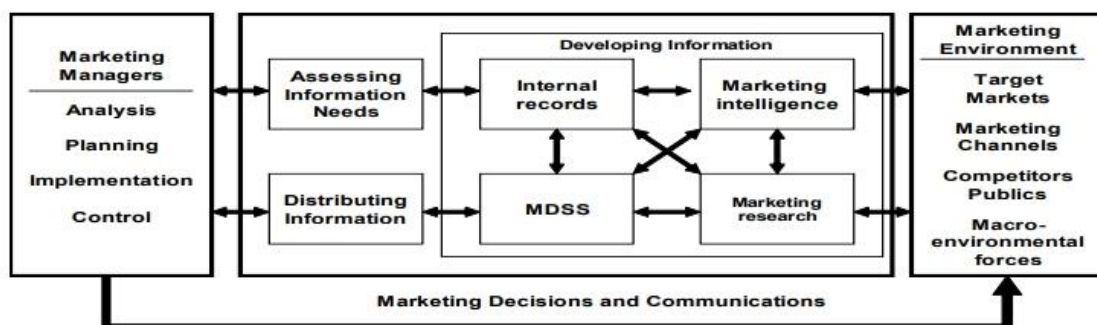 Marketing
Managers
Analysis
Planning
Implementation
Control
Assessing
Information
Needs
Distributing
Information
Developing Information
Internal
records
Marketing
intelligence
MDSS
Marketing
research
Marketing
Environment
Target
Markets
Marketing
Channels
Competitors
Publics
Macro-
environmental
forces
Marketing Decisions and Communications